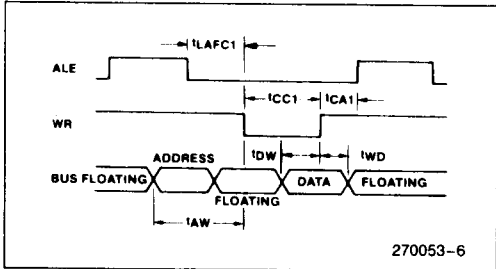 tLAFC1
ALE
tCC1 tCA1
WR
ADDRESS tDW tWD
BUS FLOATING DATA FLOATING
FLOATING
tAW
270053-6